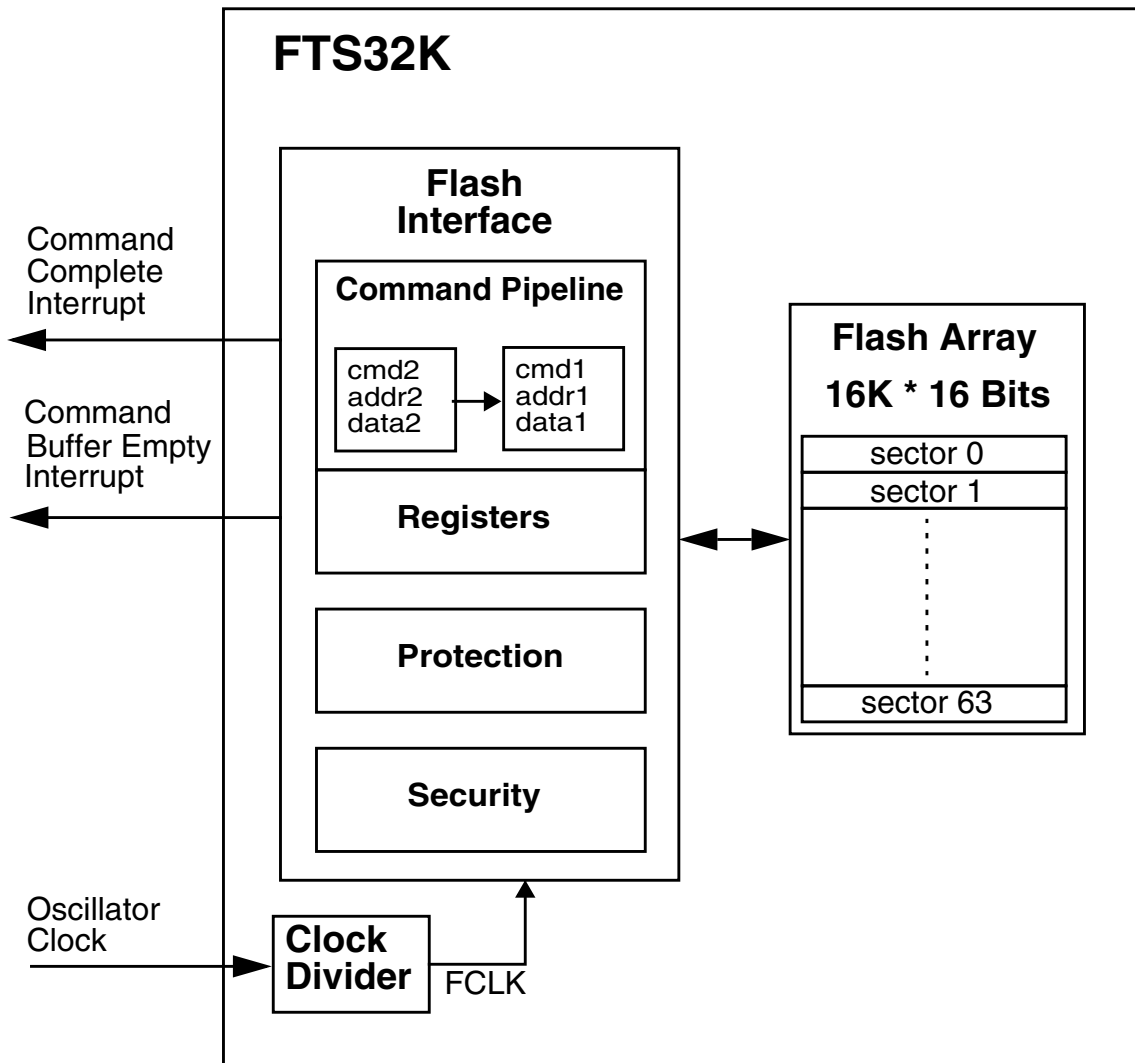 FTS32K
Flash
Interface
Command
Complete
Interrupt
Command Pipeline
cmd2
addr2
data2
cmd1
addr1
data1
Command
Buffer Empty
Interrupt
Registers
Protection
Security
Flash Array
16K * 16 Bits
sector 0
sector 1
sector 63
Oscillator
Clock
Clock
Divider
FCLK